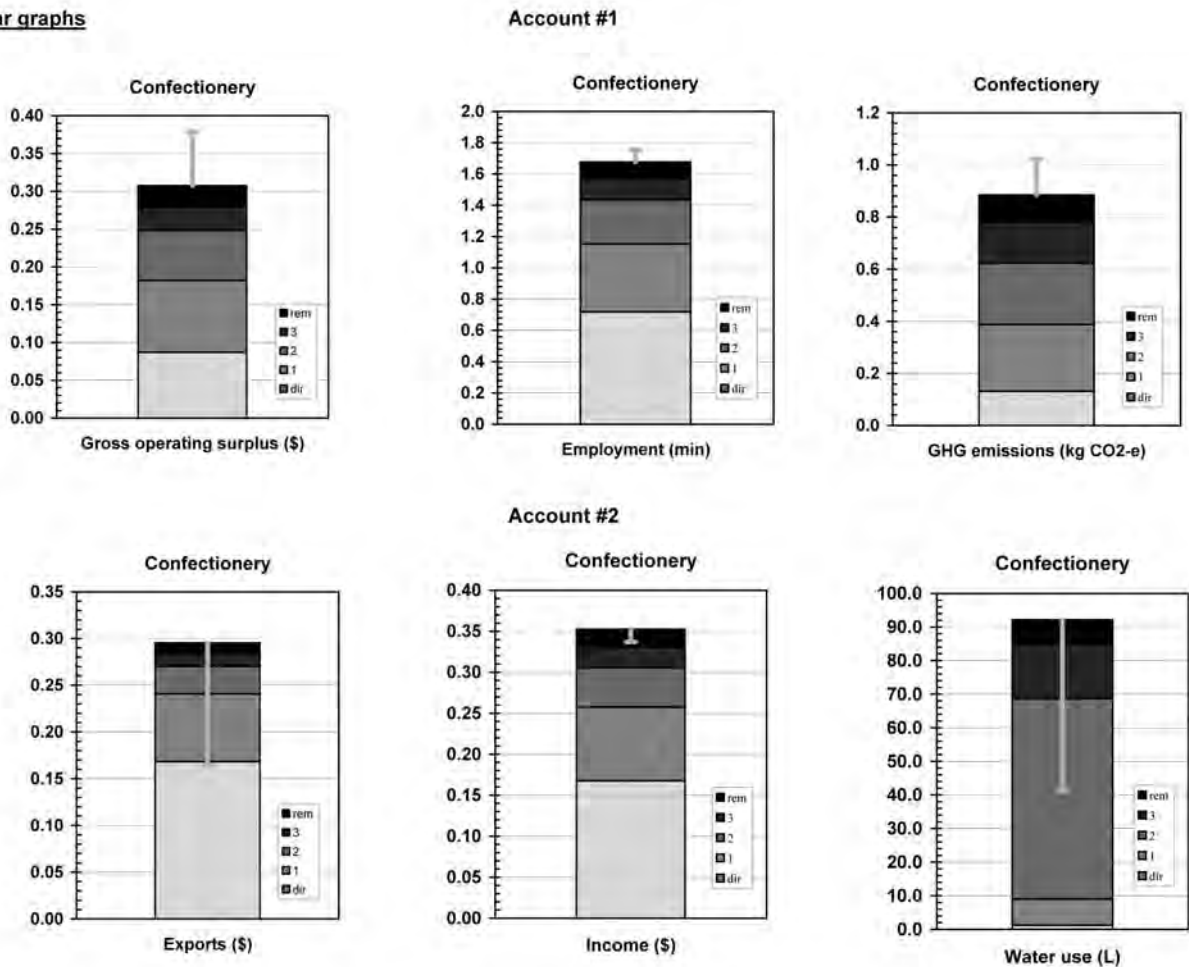 ar graphs
Account #1
Confectionery
0.40
0.35
0.30
0.25
0.20
0.15
0.10
0.05
0.00
rem
3
2
1
dir
Gross operating surplus ($)
Confectionery
2.0
1.8
1.6
1.4
1.2
1.0
0.8
0.6
0.4
0.2
0.0
rem
3
2
1
dir
Employment (min)
Confectionery
1.2
1.0
0.8
0.6
0.4
0.2
0.0
rem
3
2
1
dir
GHG emissions (kg CO2-e)
Account #2
Confectionery
0.35
0.30
0.25
0.20
0.15
0.10
0.05
0.00
rem
3
2
1
dir
Exports ($)
Confectionery
0.40
0.35
0.30
0.25
0.20
0.15
0.10
0.05
0.00
rem
3
2
1
dir
Income ($)
Confectionery
100.0
90.0
80.0
70.0
60.0
50.0
40.0
30.0
20.0
10.0
0.0
rem
3
2
1
dir
Water use (L)